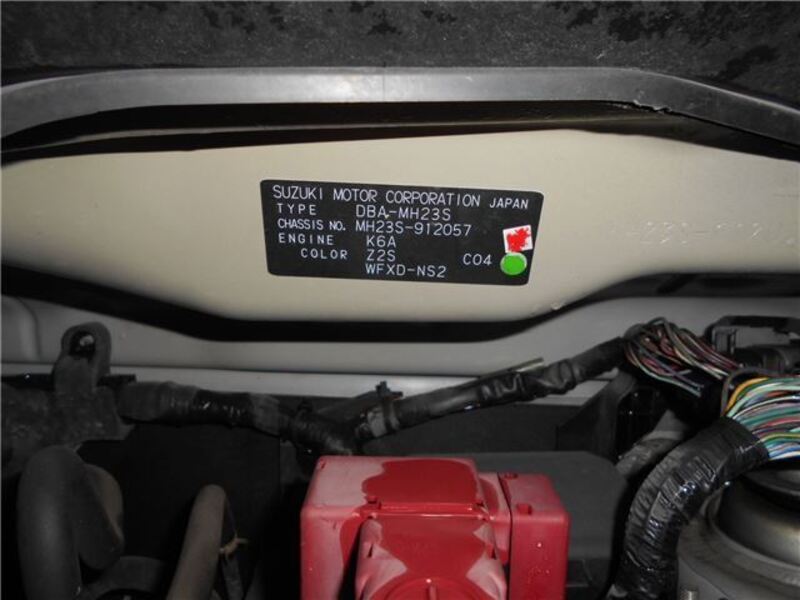 SUZUKI MOTOR CORPORATION JAPAN
TYPE DBA-MH23S
CHASSIS NO. MH23S-912057
ENGINE K6A
COLOR Z2S C04
WFXD-NS2